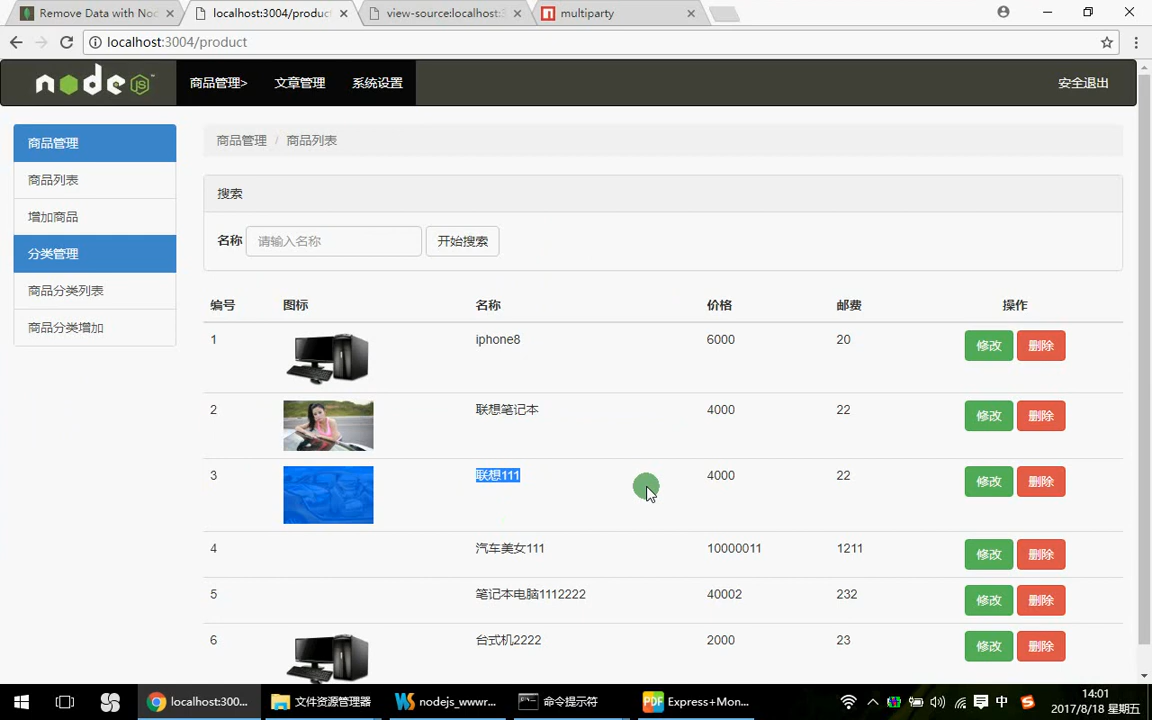 Remove Data with Noc
localhost:3004/produc
view-source:localhost:
multiparty
localhost:3004/product
node JS
商品管理>
文章管理
系统设置
安全退出
商品管理
商品列表
增加商品
分类管理
商品分类列表
商品分类增加
商品管理 / 商品列表
搜索
名称 请输入名称 开始搜索
编号 图标 名称 价格 邮费 操作
1 iphone8 6000 20 修改 删除
2 联想笔记本 4000 22 修改 删除
3 联想111 4000 22 修改 删除
4 汽车美女111 10000011 1211 修改 删除
5 笔记本电脑1112222 40002 232 修改 删除
6 台式机2222 2000 23 修改 删除
localhost:300...
文件资源管理器
nodejs_wwwr...
命令提示符
Express+Mon...
中
14:01
2017/8/18 星期五